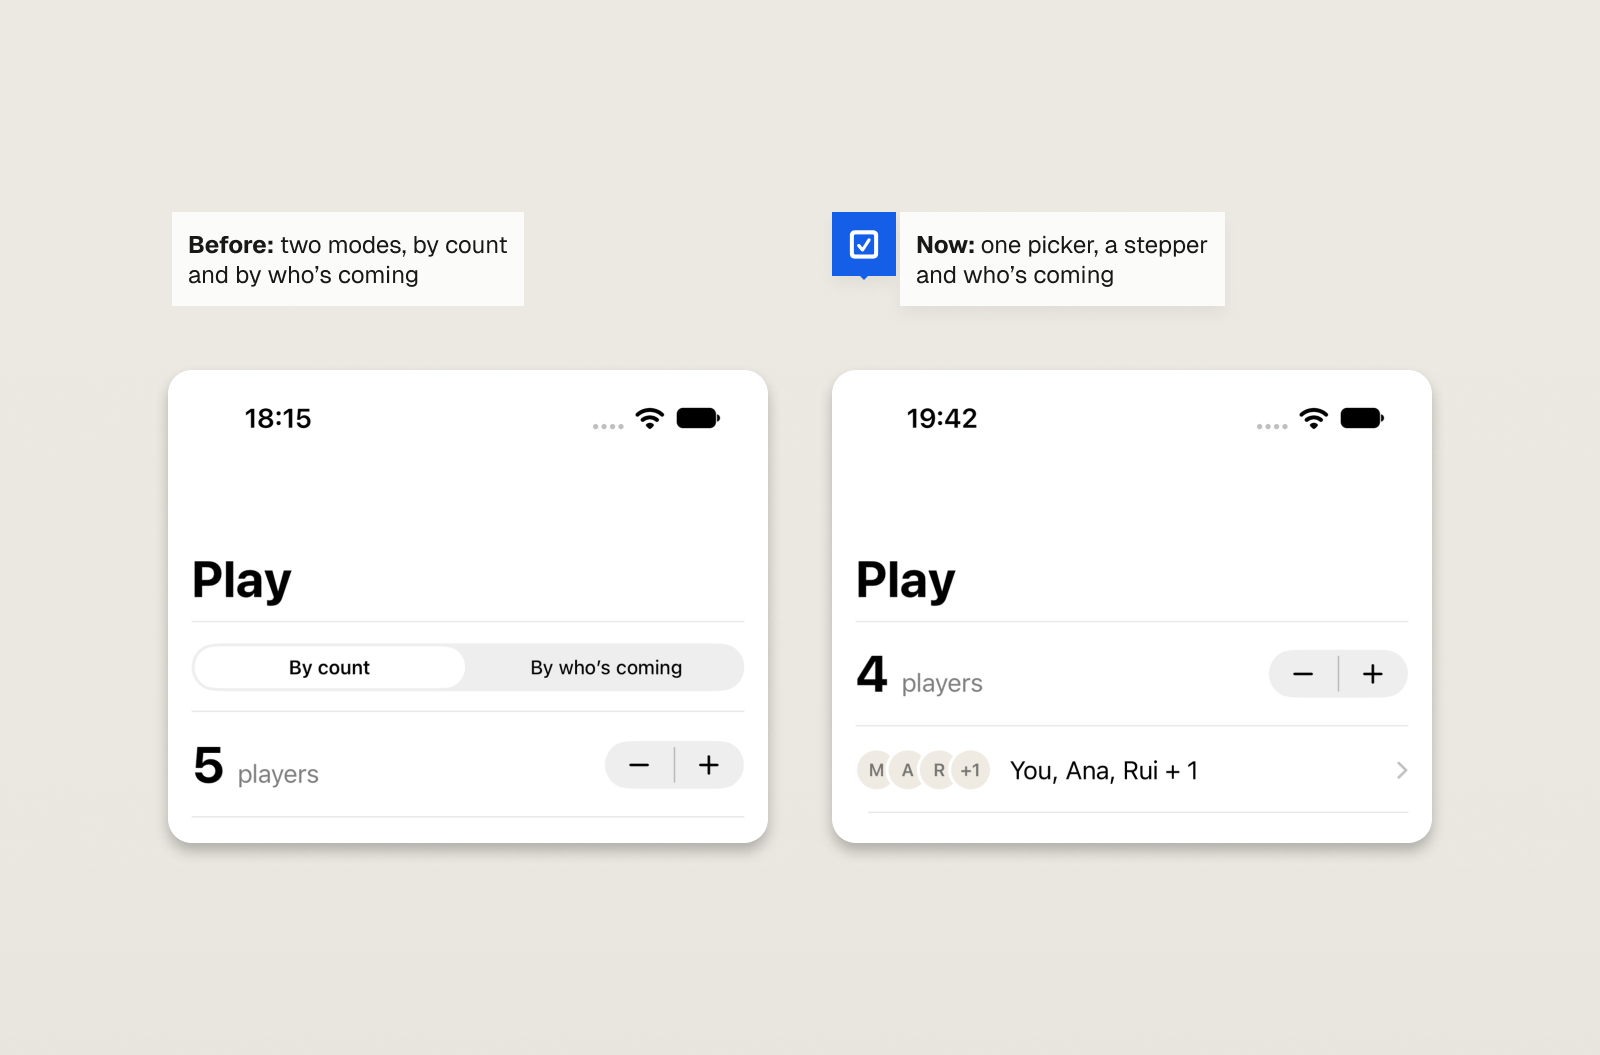 Before: two modes, by count
and by who’s coming
Now: one picker, a stepper
and who’s coming
18:15
Play
By count
By who’s coming
5 players
19:42
Play
4 players
M A R +1 You, Ana, Rui + 1